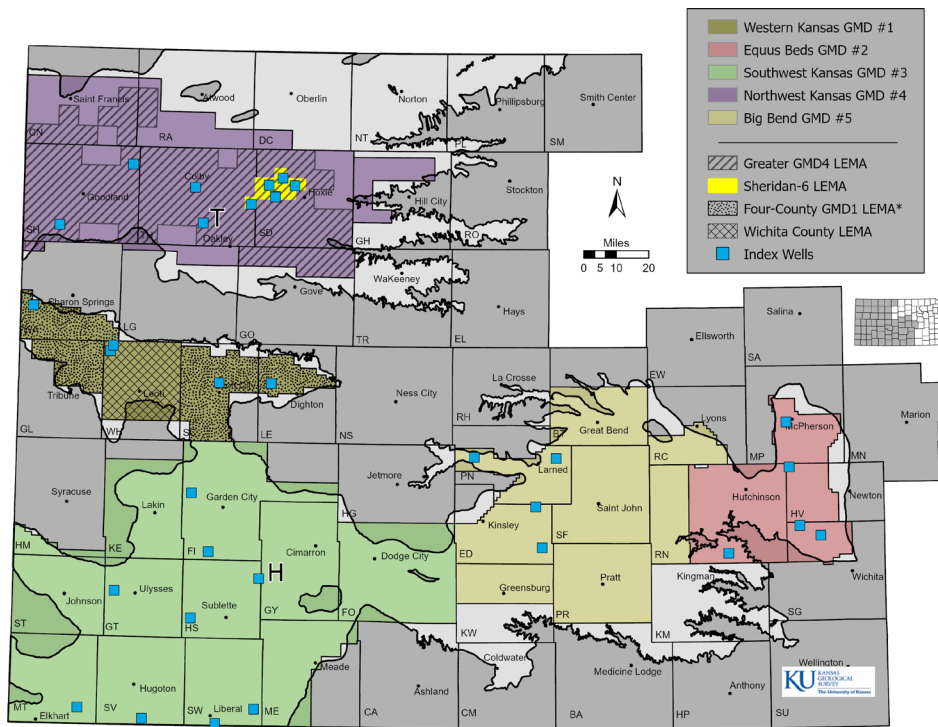 Western Kansas GMD #1
Equus Beds GMD #2
Southwest Kansas GMD #3
Northwest Kansas GMD #4
Big Bend GMD #5
Greater GMD4 LEMA
Sheridan-6 LEMA
Four-County GMD1 LEMA*
Wichita County LEMA
Index Wells
N
Miles
0 5 10 20
Saint Francis
Atwood
Oberlin
Norton
Phillipsburg
Smith Center
CN
RA
DC
NT
PL
SM
Goodland
Colby
Hoxie
Hill City
Stockton
T
SH
TH
Oakley
SD
GH
RO
Sharon Springs
Gove
WaKeeney
Hays
Ellsworth
Salina
WA
LG
GO
TR
EL
EW
SA
Tribune
Leoti
Dighton
Ness City
La Crosse
Great Bend
Lyons
McPherson
Marion
GL
WH
S
LE
NS
RH
BT
RC
MP
MN
Syracuse
Lakin
Garden City
Jetmore
PN
Larned
Saint John
Hutchinson
Newton
HM
KE
FI
HG
Kinsley
ED
SF
RN
HV
Johnson
Ulysses
Sublette
H
Cimarron
Dodge City
Greensburg
Pratt
Kingman
Wichita
ST
GT
HS
GY
FO
KW
PR
KM
SG
Elkhart
Hugoton
Liberal
Meade
Ashland
Coldwater
Medicine Lodge
Anthony
Wellington
MT
SV
SW
ME
CA
CM
BA
HP
SU
KU
KANSAS
GEOLOGICAL
SURVEY
The University of Kansas